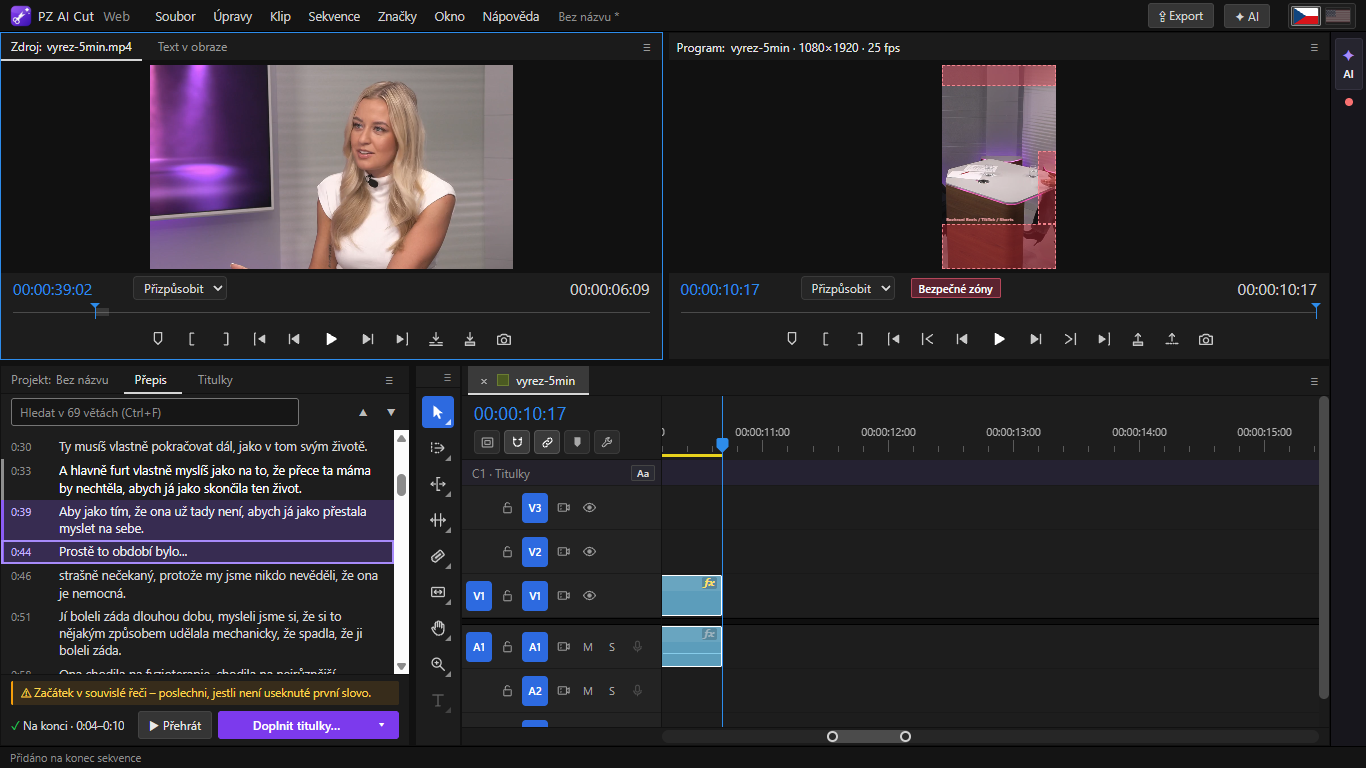 PZ AI Cut Web Soubor Úpravy Klip Sekvence Značky Okno Nápověda Bez názvu * Export AI
Zdroj: vyrez-5min.mp4 Text v obraze
Program: vyrez-5min · 1080×1920 · 25 fps
AI
00:00:39:02 Přizpůsobit 00:00:06:09
00:00:10:17 Přizpůsobit Bezpečné zóny 00:00:10:17
Projekt: Bez názvu Přepis Titulky
Hledat v 69 větách (Ctrl+F)
0:30 Ty musíš vlastně pokračovat dál, jako v tom svým životě.
0:33 A hlavně furt vlastně myslíš jako na to, že přece ta máma
by nechtěla, abych já jako skončila ten život.
0:39 Aby jako tím, že ona už tady není, abych já jako přestala
myslet na sebe.
0:44 Prostě to období bylo...
0:46 strašně nečekaný, protože my jsme nikdo nevěděli, že ona
je nemocná.
0:51 Jí boleli záda dlouhou dobu, mysleli jsme si, že si to
nějakým způsobem udělala mechanicky, že spadla, že ji
boleli záda.
⚠ Začátek v souvislé řeči – poslechni, jestli není useknuté první slovo.
✓ Na konci · 0:04–0:10 Přehrát Doplnit titulky...
vyrez-5min
00:00:10:17
00:00:11:00 00:00:12:00 00:00:13:00 00:00:14:00 00:00:15:00
C1 · Titulky Aa
V3
V2
V1 V1 fx
A1 A1 M S fx
A2 M S
Přidáno na konec sekvence